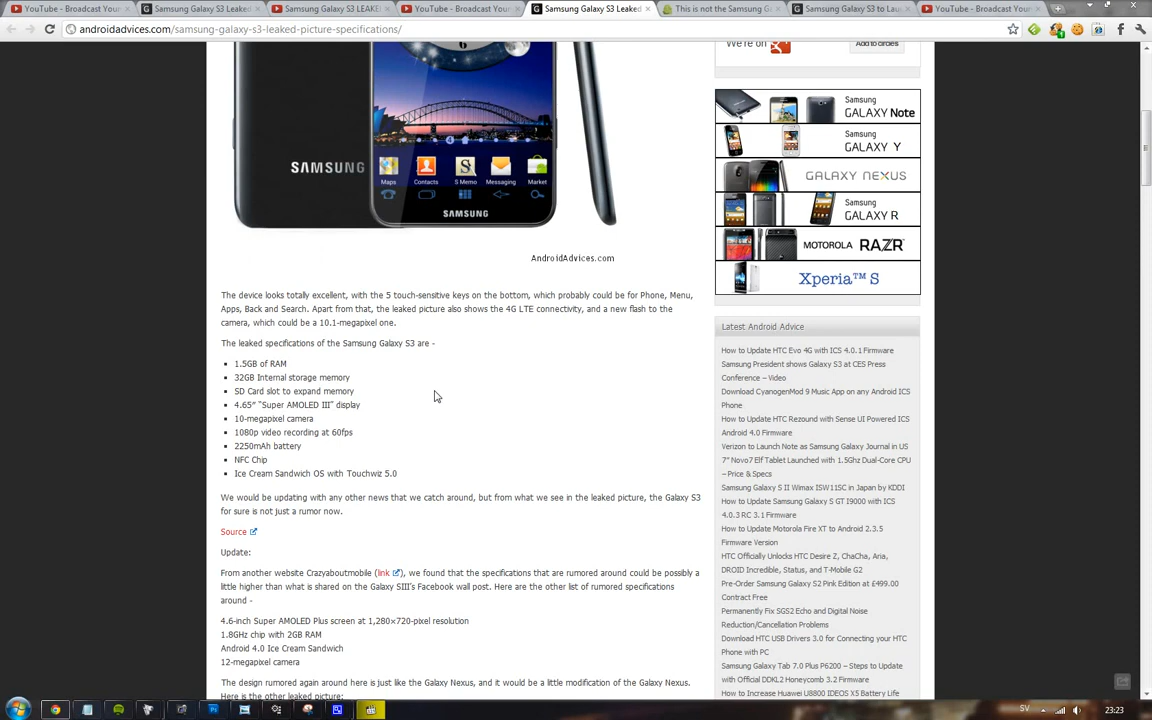 YouTube - Broadcast Your
Samsung Galaxy S3 Leaked
Samsung Galaxy S3 LEAKE
YouTube - Broadcast Your
Samsung Galaxy S3 Leaked
This is not the Samsung G
Samsung Galaxy S3 to Lau
YouTube - Broadcast Your
androidadvices.com/samsung-galaxy-s3-leaked-picture-specifications/
We're on
Add to circles
6
SAMSUNG
Maps
Contacts
S Memo
Messaging
Market
SAMSUNG
AndroidAdvices.com
The device looks totally excellent, with the 5 touch-sensitive keys on the bottom, which probably could be for Phone, Menu,
Apps, Back and Search. Apart from that, the leaked picture also shows the 4G LTE connectivity, and a new flash to the
camera, which could be a 10.1-megapixel one.
The leaked specifications of the Samsung Galaxy S3 are -
1.5GB of RAM
32GB Internal storage memory
SD Card slot to expand memory
4.65" "Super AMOLED III" display
10-megapixel camera
1080p video recording at 60fps
2250mAh battery
NFC Chip
Ice Cream Sandwich OS with Touchwiz 5.0
We would be updating with any other news that we catch around, but from what we see in the leaked picture, the Galaxy S3
for sure is not just a rumor now.
Source
Update:
From another website Crazyaboutmobile (link), we found that the specifications that are rumored around could be possibly a
little higher than what is shared on the Galaxy SIII's Facebook wall post. Here are the other list of rumored specifications
around -
4.6-inch Super AMOLED Plus screen at 1,280×720-pixel resolution
1.8GHz chip with 2GB RAM
Android 4.0 Ice Cream Sandwich
12-megapixel camera
The design rumored again around here is just like the Galaxy Nexus, and it would be a little modification of the Galaxy Nexus.
Here is the other leaked picture:
Samsung
GALAXY Note
Samsung
GALAXY Y
GALAXY NEXUS
Samsung
GALAXY R
MOTOROLA RAZR
Xperia™ S
Latest Android Advice
How to Update HTC Evo 4G with ICS 4.0.1 Firmware
Samsung President shows Galaxy S3 at CES Press
Conference – Video
Download CyanogenMod 9 Music App on any Android ICS
Phone
How to Update HTC Rezound with Sense UI Powered ICS
Android 4.0 Firmware
Verizon to Launch Note as Samsung Galaxy Journal in US
7" Novo7 Elf Tablet Launched with 1.5Ghz Dual-Core CPU
– Price & Specs
Samsung Galaxy S II Wimax ISW11SC in Japan by KDDI
How to Update Samsung Galaxy S GT I9000 with ICS
4.0.3 RC 3.1 Firmware
How to Update Motorola Fire XT to Android 2.3.5
Firmware Version
HTC Officially Unlocks HTC Desire Z, ChaCha, Aria,
DROID Incredible, Status, and T-Mobile G2
Pre-Order Samsung Galaxy S2 Pink Edition at £499.00
Contract Free
Permanently Fix SGS2 Echo and Digital Noise
Reduction/Cancellation Problems
Download HTC USB Drivers 3.0 for Connecting your HTC
Phone with PC
Samsung Galaxy Tab 7.0 Plus P6200 – Steps to Update
with Official DDKL2 Honeycomb 3.2 Firmware
How to Increase Huawei U8800 IDEOS X5 Battery Life
SV
23:23